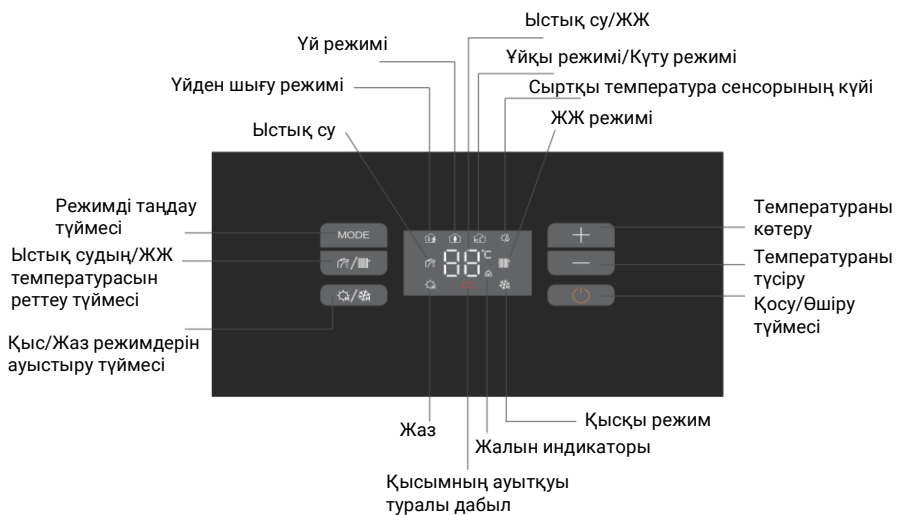 Ыстық су/ЖЖ
Үй режимі
Ұйқы режимі/Күту режимі
Үйден шығу режимі
Сыртқы температура сенсорының күйі
Ыстық су
ЖЖ режимі
Режимді таңдау
түймесі
Ыстық судың/ЖЖ
температурасын
реттеу түймесі
Қыс/Жаз режимдерін
ауыстыру түймесі
MODE
88°C
Температураны
көтеру
Температураны
түсіру
Қосу/Өшіру
түймесі
Жаз
Қысқы режим
Жалын индикаторы
Қысымның ауытқуы
туралы дабыл